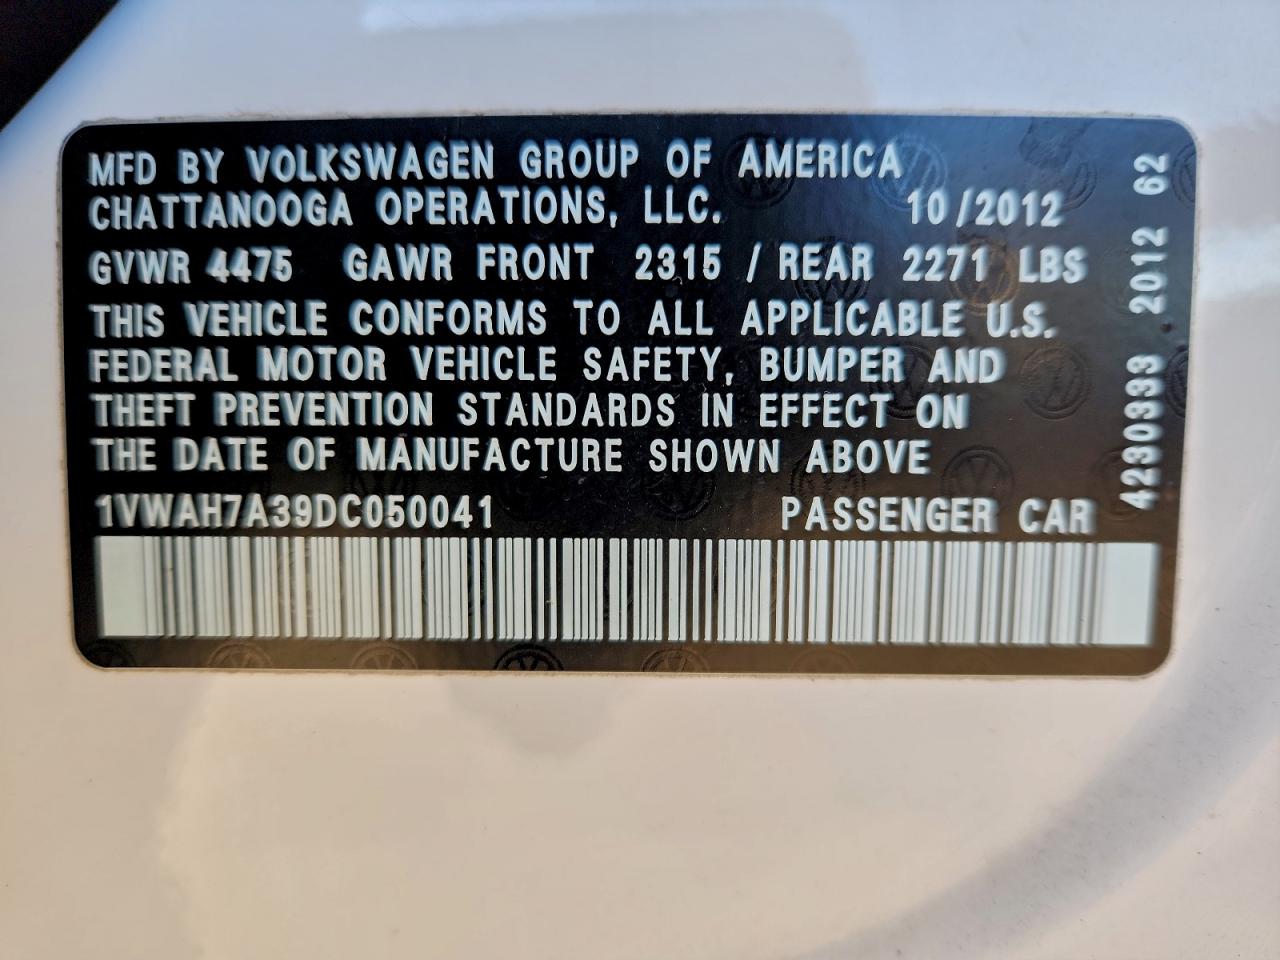 MFD BY VOLKSWAGEN GROUP OF AMERICA
CHATTANOOGA OPERATIONS, LLC. 10/2012
GVWR 4475 GAWR FRONT 2315 / REAR 2271 LBS
THIS VEHICLE CONFORMS TO ALL APPLICABLE U.S.
FEDERAL MOTOR VEHICLE SAFETY, BUMPER AND
THEFT PREVENTION STANDARDS IN EFFECT ON
THE DATE OF MANUFACTURE SHOWN ABOVE
1VWAH7A39DC050041 PASSENGER CAR
4230333 2012 62